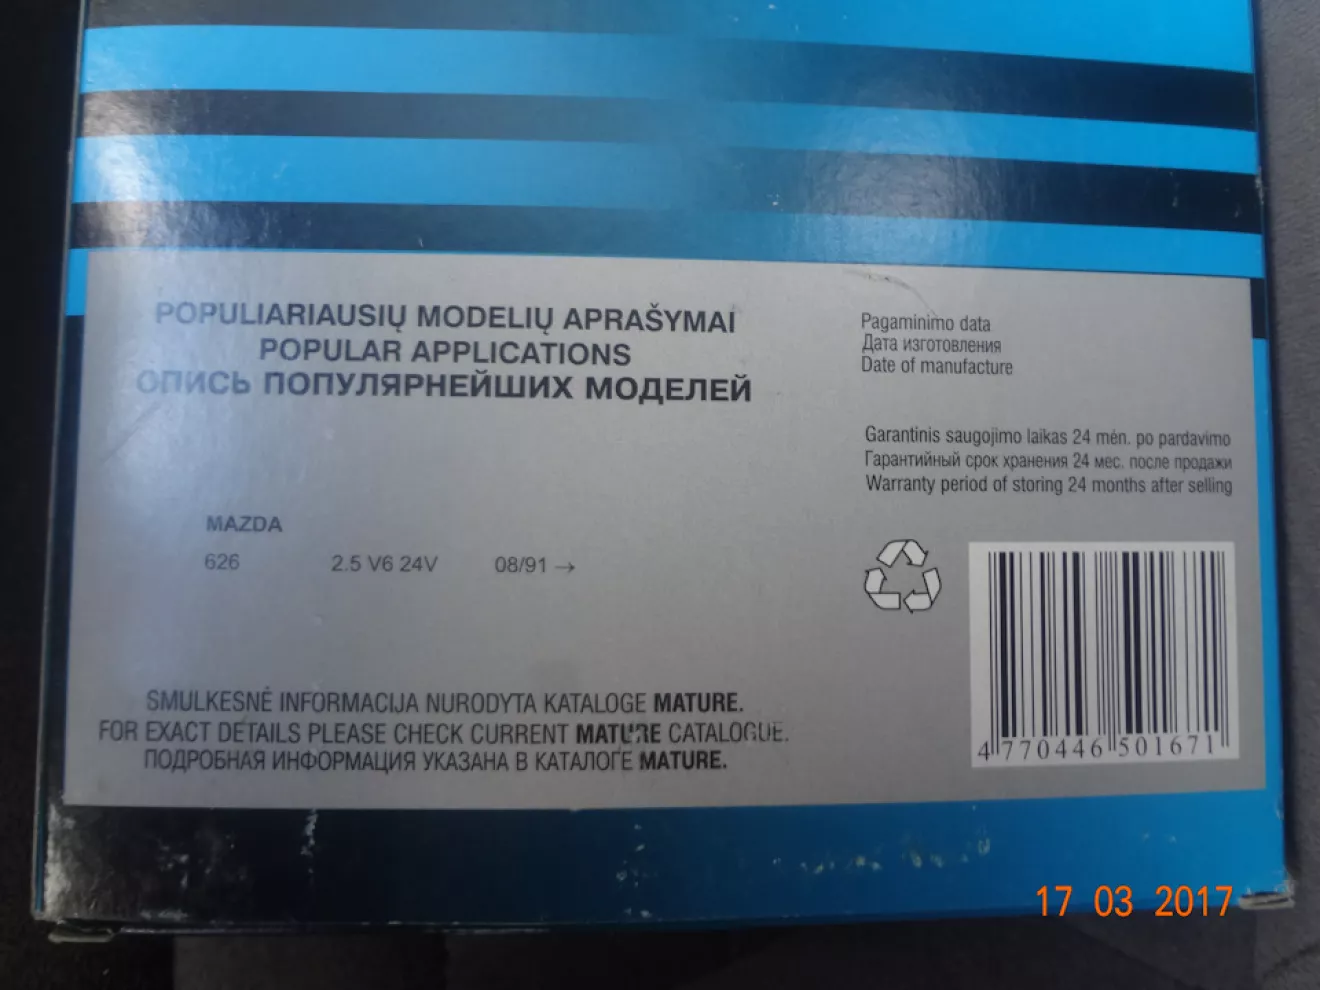 POPULIARIAUSIŲ MODELIŲ APRAŠYMAI
POPULAR APPLICATIONS
ОПИСЬ ПОПУЛЯРНЕЙШИХ МОДЕЛЕЙ
Pagaminimo data
Дата изготовления
Date of manufacture
Garantinis saugojimo laikas 24 mėn. po pardavimo
Гарантийный срок хранения 24 мес. после продажи
Warranty period of storing 24 months after selling
MAZDA
626 2.5 V6 24V 08/91 →
SMULKESNĖ INFORMACIJA NURODYTA KATALOGE MATURE.
FOR EXACT DETAILS PLEASE CHECK CURRENT MATURE CATALOGUE.
ПОДРОБНАЯ ИНФОРМАЦИЯ УКАЗАНА В КАТАЛОГЕ MATURE.
4 770446 501671
17 03 2017